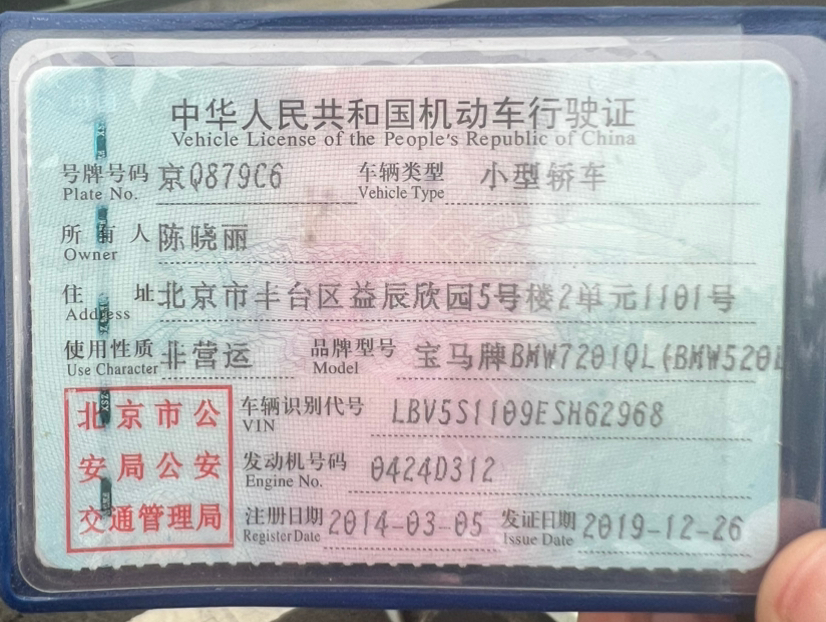 中华人民共和国机动车行驶证
Vehicle License of the People's Republic of China
号牌号码 京Q879C6 车辆类型 小型轿车
Plate No. Vehicle Type
所有人 陈晓丽
Owner
住址 北京市丰台区益辰欣园5号楼2单元1101号
Address
使用性质 非营运 品牌型号 宝马牌BMW7201QL(BMW520L
Use Character Model
北京市公 车辆识别代号 LBV5S1109ESH62968
VIN
安局公安 发动机号码 0424D312
Engine No.
交通管理局 注册日期 2014-03-05 发证日期 2019-12-26
Register Date Issue Date